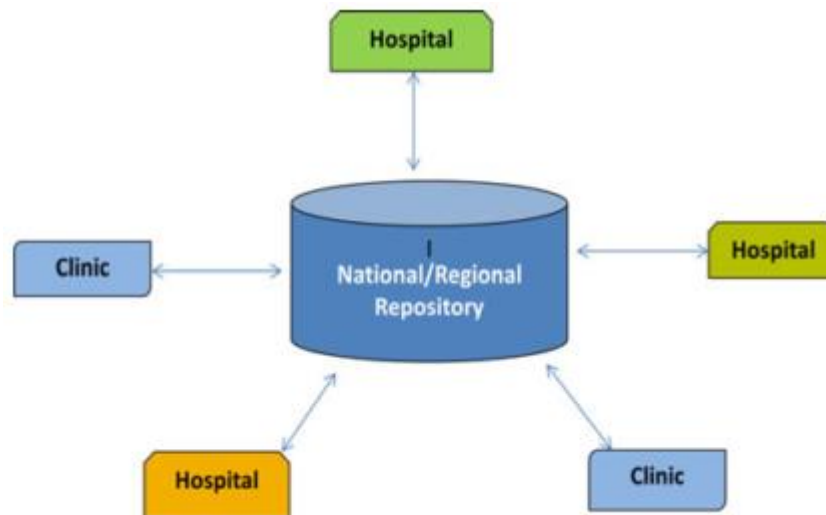 Hospital
Clinic
I
National/Regional
Repository
Hospital
Hospital
Clinic